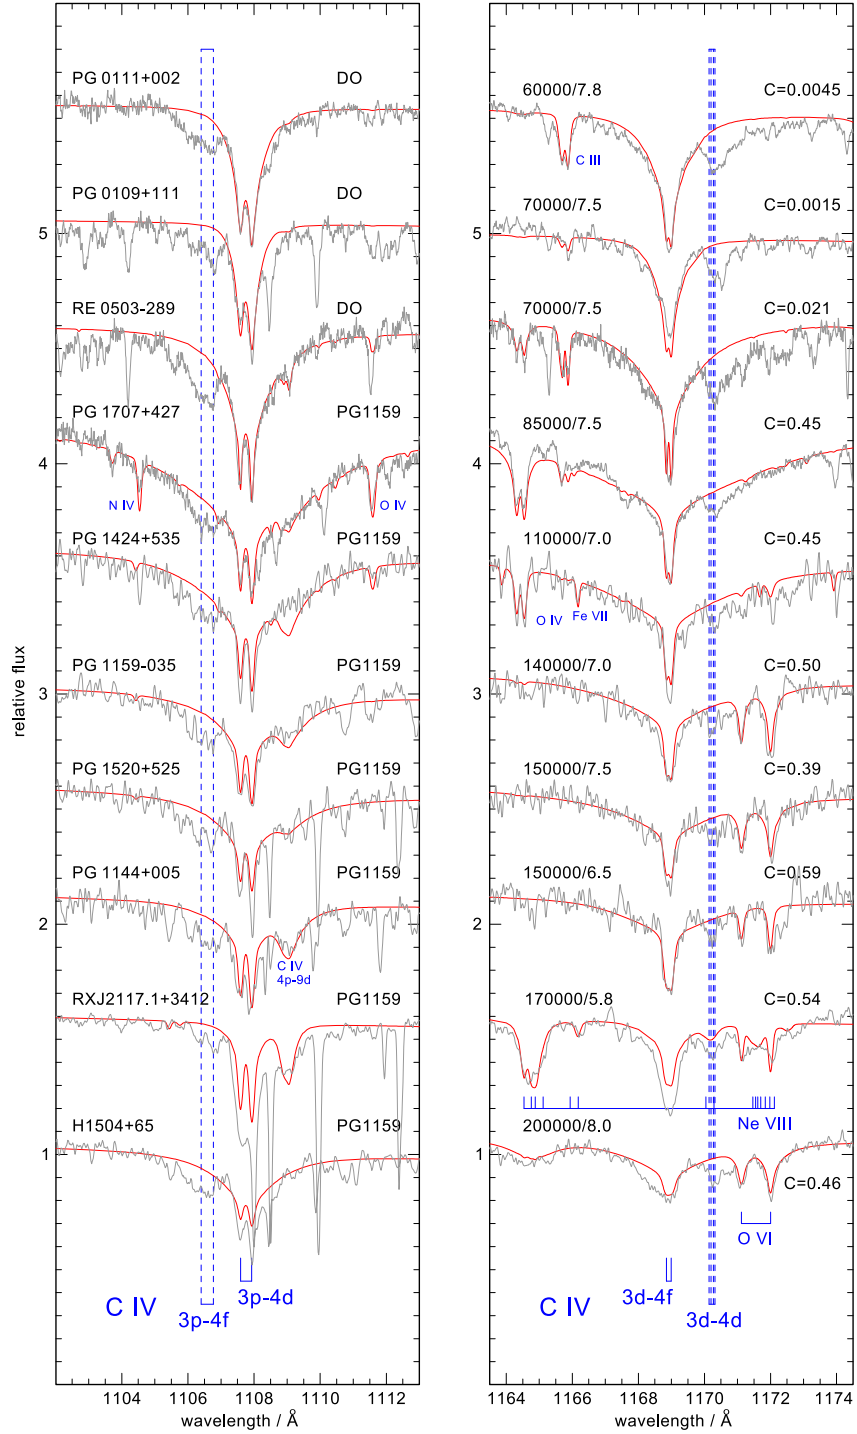 PG 0111+002 DO
PG 0109+111 DO
RE 0503-289 DO
PG 1707+427 PG1159
N IV O IV
PG 1424+535 PG1159
PG 1159-035 PG1159
PG 1520+525 PG1159
PG 1144+005 PG1159
C IV
4p-9d
RXJ2117.1+3412 PG1159
H1504+65 PG1159
3p-4d
C IV
3p-4f
5
4
3
2
1
relative flux
1104 1106 1108 1110 1112
wavelength / Å
60000/7.8 C=0.0045
C III
70000/7.5 C=0.0015
70000/7.5 C=0.021
85000/7.5 C=0.45
110000/7.0 C=0.45
O IV Fe VII
140000/7.0 C=0.50
150000/7.5 C=0.39
150000/6.5 C=0.59
170000/5.8 C=0.54
Ne VIII
200000/8.0
C=0.46
O VI
3d-4f
C IV
3d-4d
1164 1166 1168 1170 1172 1174
wavelength / Å